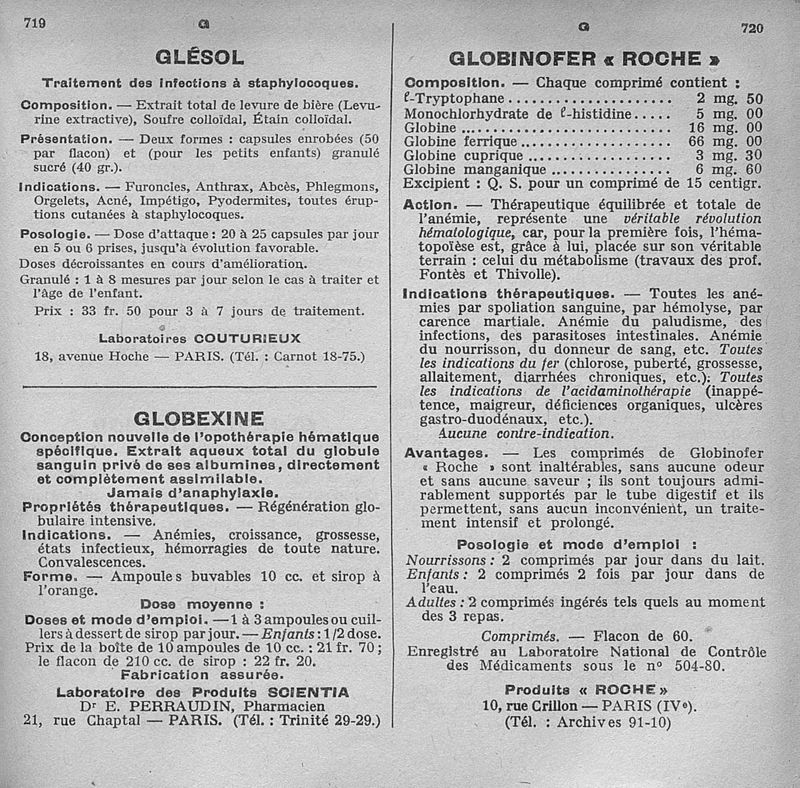 719
G
GLÉSOL
Traitement des infections à staphylocoques.
Composition. — Extrait total de levure de bière (Levu-
rine extractive), Soufre colloïdal, Étain colloïdal.
Présentation. — Deux formes : capsules enrobées (50
par flacon) et (pour les petits enfants) granulé
sucré (40 gr.).
Indications. — Furoncles, Anthrax, Abcès, Phlegmons,
Orgelets, Acné, Impétigo, Pyodermites, toutes érup-
tions cutanées à staphylocoques.
Posologie. — Dose d'attaque : 20 à 25 capsules par jour
en 5 ou 6 prises, jusqu'à évolution favorable.
Doses décroissantes en cours d'amélioration.
Granulé : 1 à 8 mesures par jour selon le cas à traiter et
l'âge de l'enfant.
Prix : 33 fr. 50 pour 3 à 7 jours de traitement.
Laboratoires COUTURIEUX
18, avenue Hoche — PARIS. (Tél. : Carnot 18-75.)
GLOBEXINE
Conception nouvelle de l'opothérapie hématique
spécifique. Extrait aqueux total du globule
sanguin privé de ses albumines, directement
et complètement assimilable.
Jamais d'anaphylaxie.
Propriétés thérapeutiques. — Régénération glo-
bulaire intensive.
Indications. — Anémies, croissance, grossesse,
états infectieux, hémorragies de toute nature.
Convalescences.
Forme. — Ampoules buvables 10 cc. et sirop à
l'orange.
Dose moyenne :
Doses et mode d'emploi. — 1 à 3 ampoules ou cuil-
lers à dessert de sirop par jour. — Enfants : 1/2 dose.
Prix de la boîte de 10 ampoules de 10 cc. : 21 fr. 70 ;
le flacon de 210 cc. de sirop : 22 fr. 20.
Fabrication assurée.
Laboratoire des Produits SCIENTIA
Dr E. PERRAUDIN, Pharmacien
21, rue Chaptal — PARIS. (Tél. : Trinité 29-29.)
G
720
GLOBINOFER « ROCHE »
Composition. — Chaque comprimé contient :
ℓ-Tryptophane ..................... 2 mg. 50
Monochlorhydrate de ℓ-histidine..... 5 mg. 00
Globine ........................... 16 mg. 00
Globine ferrique................... 66 mg. 00
Globine cuprique .................. 3 mg. 30
Globine manganique ............... 6 mg. 60
Excipient : Q. S. pour un comprimé de 15 centigr.
Action. — Thérapeutique équilibrée et totale de
l'anémie, représente une véritable révolution
hématologique, car, pour la première fois, l'héma-
topoïèse est, grâce à lui, placée sur son véritable
terrain : celui du métabolisme (travaux des prof.
Fontès et Thivolle).
Indications thérapeutiques. — Toutes les ané-
mies par spoliation sanguine, par hémolyse, par
carence martiale. Anémie du paludisme, des
infections, des parasitoses intestinales. Anémie
du nourrisson, du donneur de sang, etc. Toutes
les indications du fer (chlorose, puberté, grossesse,
allaitement, diarrhées chroniques, etc.); Toutes
les indications de l'acidaminothérapie (inappé-
tence, maigreur, déficiences organiques, ulcères
gastro-duodénaux, etc.).
Aucune contre-indication.
Avantages. — Les comprimés de Globinofer
« Roche » sont inaltérables, sans aucune odeur
et sans aucune saveur ; ils sont toujours admi-
rablement supportés par le tube digestif et ils
permettent, sans aucun inconvénient, un traite-
ment intensif et prolongé.
Posologie et mode d'emploi :
Nourrissons : 2 comprimés par jour dans du lait.
Enfants : 2 comprimés 2 fois par jour dans de
l'eau.
Adultes : 2 comprimés ingérés tels quels au moment
des 3 repas.
Comprimés. — Flacon de 60.
Enregistré au Laboratoire National de Contrôle
des Médicaments sous le n° 504-80.
Produits « ROCHE »
10, rue Crillon — PARIS (IVe).
(Tél. : Archives 91-10)